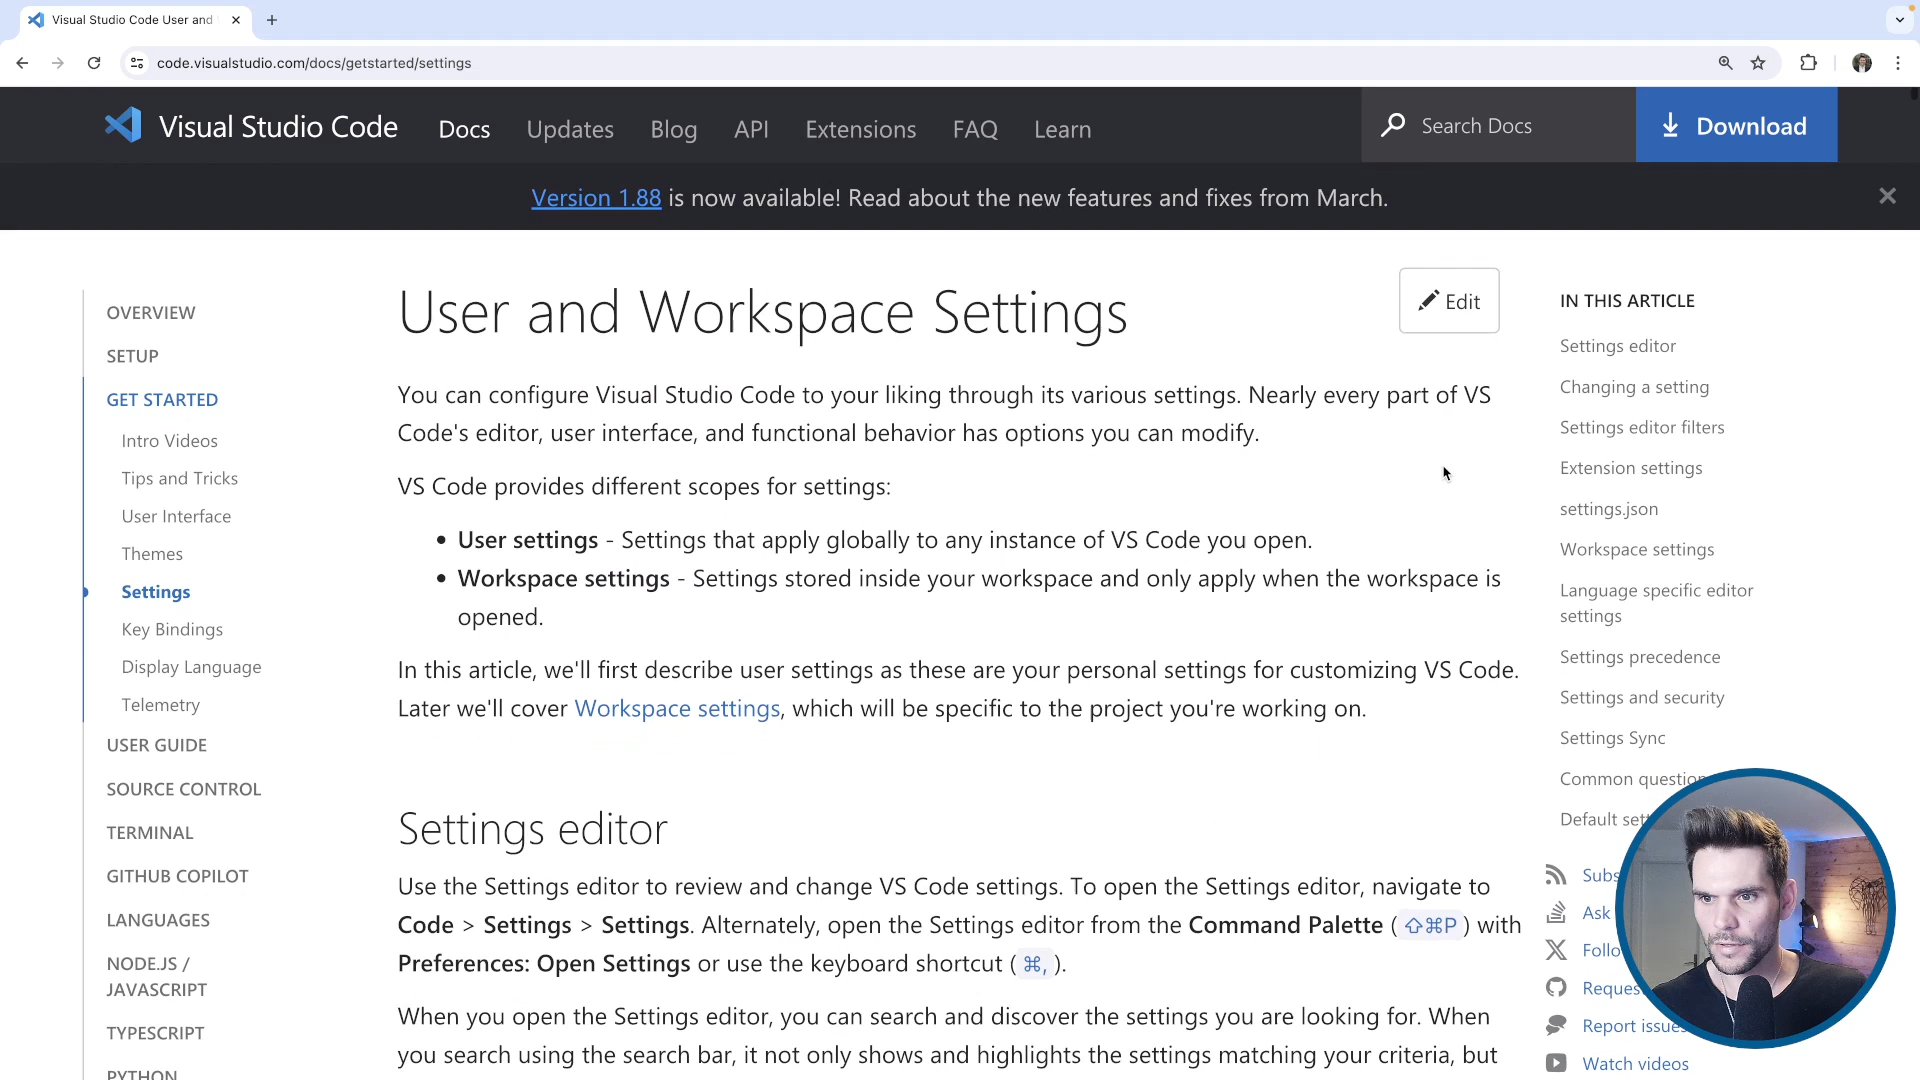 Visual Studio Code User and
code.visualstudio.com/docs/getstarted/settings
Visual Studio Code
Docs
Updates
Blog
API
Extensions
FAQ
Learn
Search Docs
Download
Version 1.88 is now available! Read about the new features and fixes from March.
OVERVIEW
SETUP
GET STARTED
Intro Videos
Tips and Tricks
User Interface
Themes
Settings
Key Bindings
Display Language
Telemetry
USER GUIDE
SOURCE CONTROL
TERMINAL
GITHUB COPILOT
LANGUAGES
NODE.JS /
JAVASCRIPT
TYPESCRIPT
PYTHON
User and Workspace Settings
Edit
You can configure Visual Studio Code to your liking through its various settings. Nearly every part of VS
Code's editor, user interface, and functional behavior has options you can modify.
VS Code provides different scopes for settings:
• User settings - Settings that apply globally to any instance of VS Code you open.
• Workspace settings - Settings stored inside your workspace and only apply when the workspace is
opened.
In this article, we'll first describe user settings as these are your personal settings for customizing VS Code.
Later we'll cover Workspace settings, which will be specific to the project you're working on.
Settings editor
Use the Settings editor to review and change VS Code settings. To open the Settings editor, navigate to
Code > Settings > Settings. Alternately, open the Settings editor from the Command Palette (⇧⌘P) with
Preferences: Open Settings or use the keyboard shortcut (⌘,).
When you open the Settings editor, you can search and discover the settings you are looking for. When
you search using the search bar, it not only shows and highlights the settings matching your criteria, but
IN THIS ARTICLE
Settings editor
Changing a setting
Settings editor filters
Extension settings
settings.json
Workspace settings
Language specific editor
settings
Settings precedence
Settings and security
Settings Sync
Common question
Default set
Subs
Ask
Follo
Reques
Report issues
Watch videos